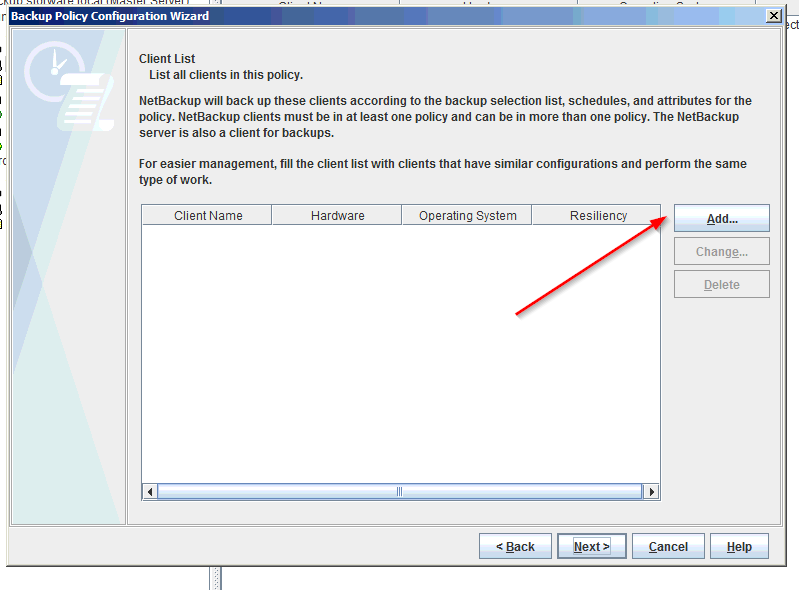 Backup Policy Configuration Wizard
Client List
List all clients in this policy.
NetBackup will back up these clients according to the backup selection list, schedules, and attributes for the
policy. NetBackup clients must be in at least one policy and can be in more than one policy. The NetBackup
server is also a client for backups.
For easier management, fill the client list with clients that have similar configurations and perform the same
type of work.
Client Name Hardware Operating System Resiliency
Add...
Change...
Delete
< Back Next > Cancel Help